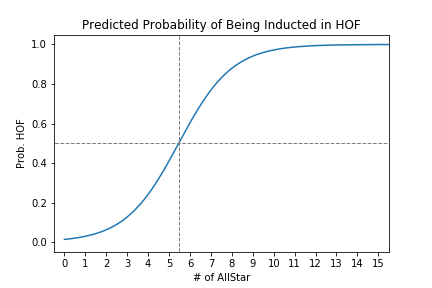 Predicted Probability of Being Inducted in HOF
1.0
0.8
0.6
0.4
0.2
0.0
Prob. HOF
0 1 2 3 4 5 6 7 8 9 10 11 12 13 14 15
# of AllStar